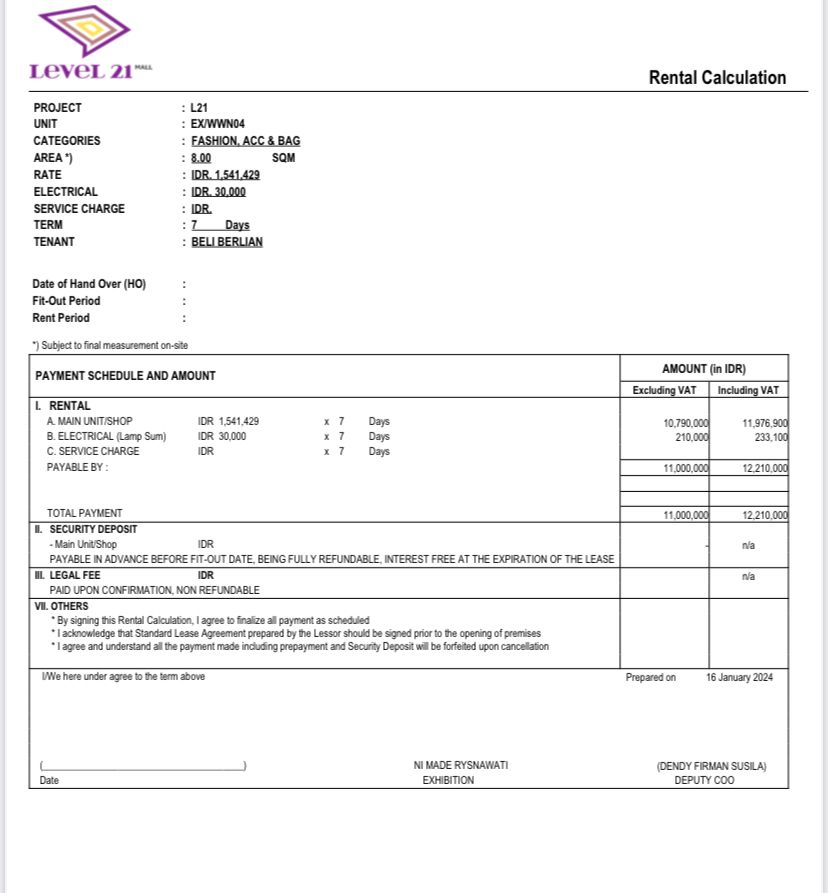 LEVEL 21 MALL
Rental Calculation
PROJECT : L21
UNIT : EX/WWN04
CATEGORIES : FASHION, ACC & BAG
AREA *) : 8.00 SQM
RATE : IDR. 1,541,429
ELECTRICAL : IDR. 30,000
SERVICE CHARGE : IDR.
TERM : 7 Days
TENANT : BELI BERLIAN
Date of Hand Over (HO) :
Fit-Out Period :
Rent Period :
*) Subject to final measurement on-site
PAYMENT SCHEDULE AND AMOUNT AMOUNT (in IDR)
Excluding VAT Including VAT
I. RENTAL
A. MAIN UNIT/SHOP IDR 1,541,429 x 7 Days 10,790,000 11,976,900
B. ELECTRICAL (Lamp Sum) IDR 30,000 x 7 Days 210,000 233,100
C. SERVICE CHARGE IDR x 7 Days
PAYABLE BY : 11,000,000 12,210,000
TOTAL PAYMENT 11,000,000 12,210,000
II. SECURITY DEPOSIT
- Main Unit/Shop IDR - n/a
PAYABLE IN ADVANCE BEFORE FIT-OUT DATE, BEING FULLY REFUNDABLE, INTEREST FREE AT THE EXPIRATION OF THE LEASE
III. LEGAL FEE IDR n/a
PAID UPON CONFIRMATION, NON REFUNDABLE
VII. OTHERS
* By signing this Rental Calculation, I agree to finalize all payment as scheduled
* I acknowledge that Standard Lease Agreement prepared by the Lessor should be signed prior to the opening of premises
* I agree and understand all the payment made including prepayment and Security Deposit will be forfeited upon cancellation
I/We here under agree to the term above Prepared on 16 January 2024
(____________________) NI MADE RYSNAWATI (DENDY FIRMAN SUSILA)
Date EXHIBITION DEPUTY COO